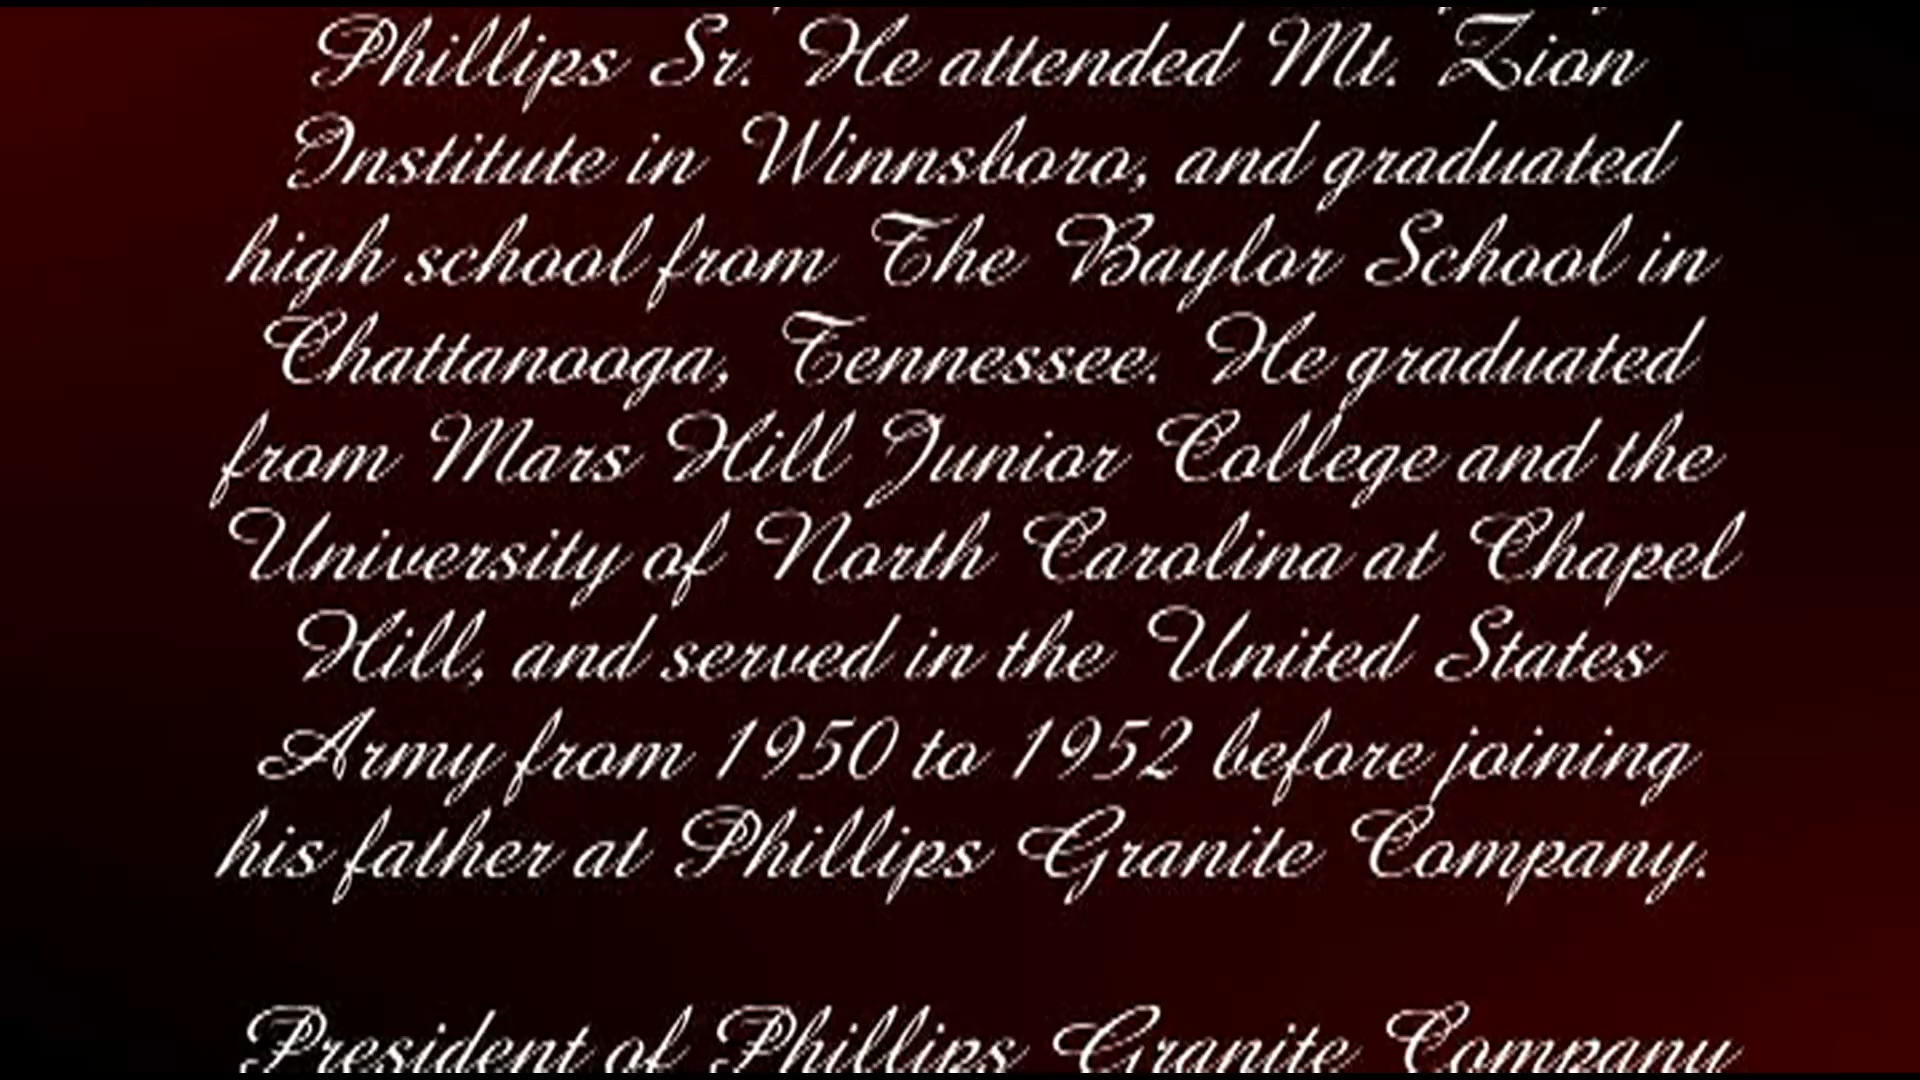 Phillips Sr. He attended Mt. Zion
Institute in Winnsboro, and graduated
high school from The Baylor School in
Chattanooga, Tennessee. He graduated
from Mars Hill Junior College and the
University of North Carolina at Chapel
Hill, and served in the United States
Army from 1950 to 1952 before joining
his father at Phillips Granite Company.
President of Phillips Granite Company